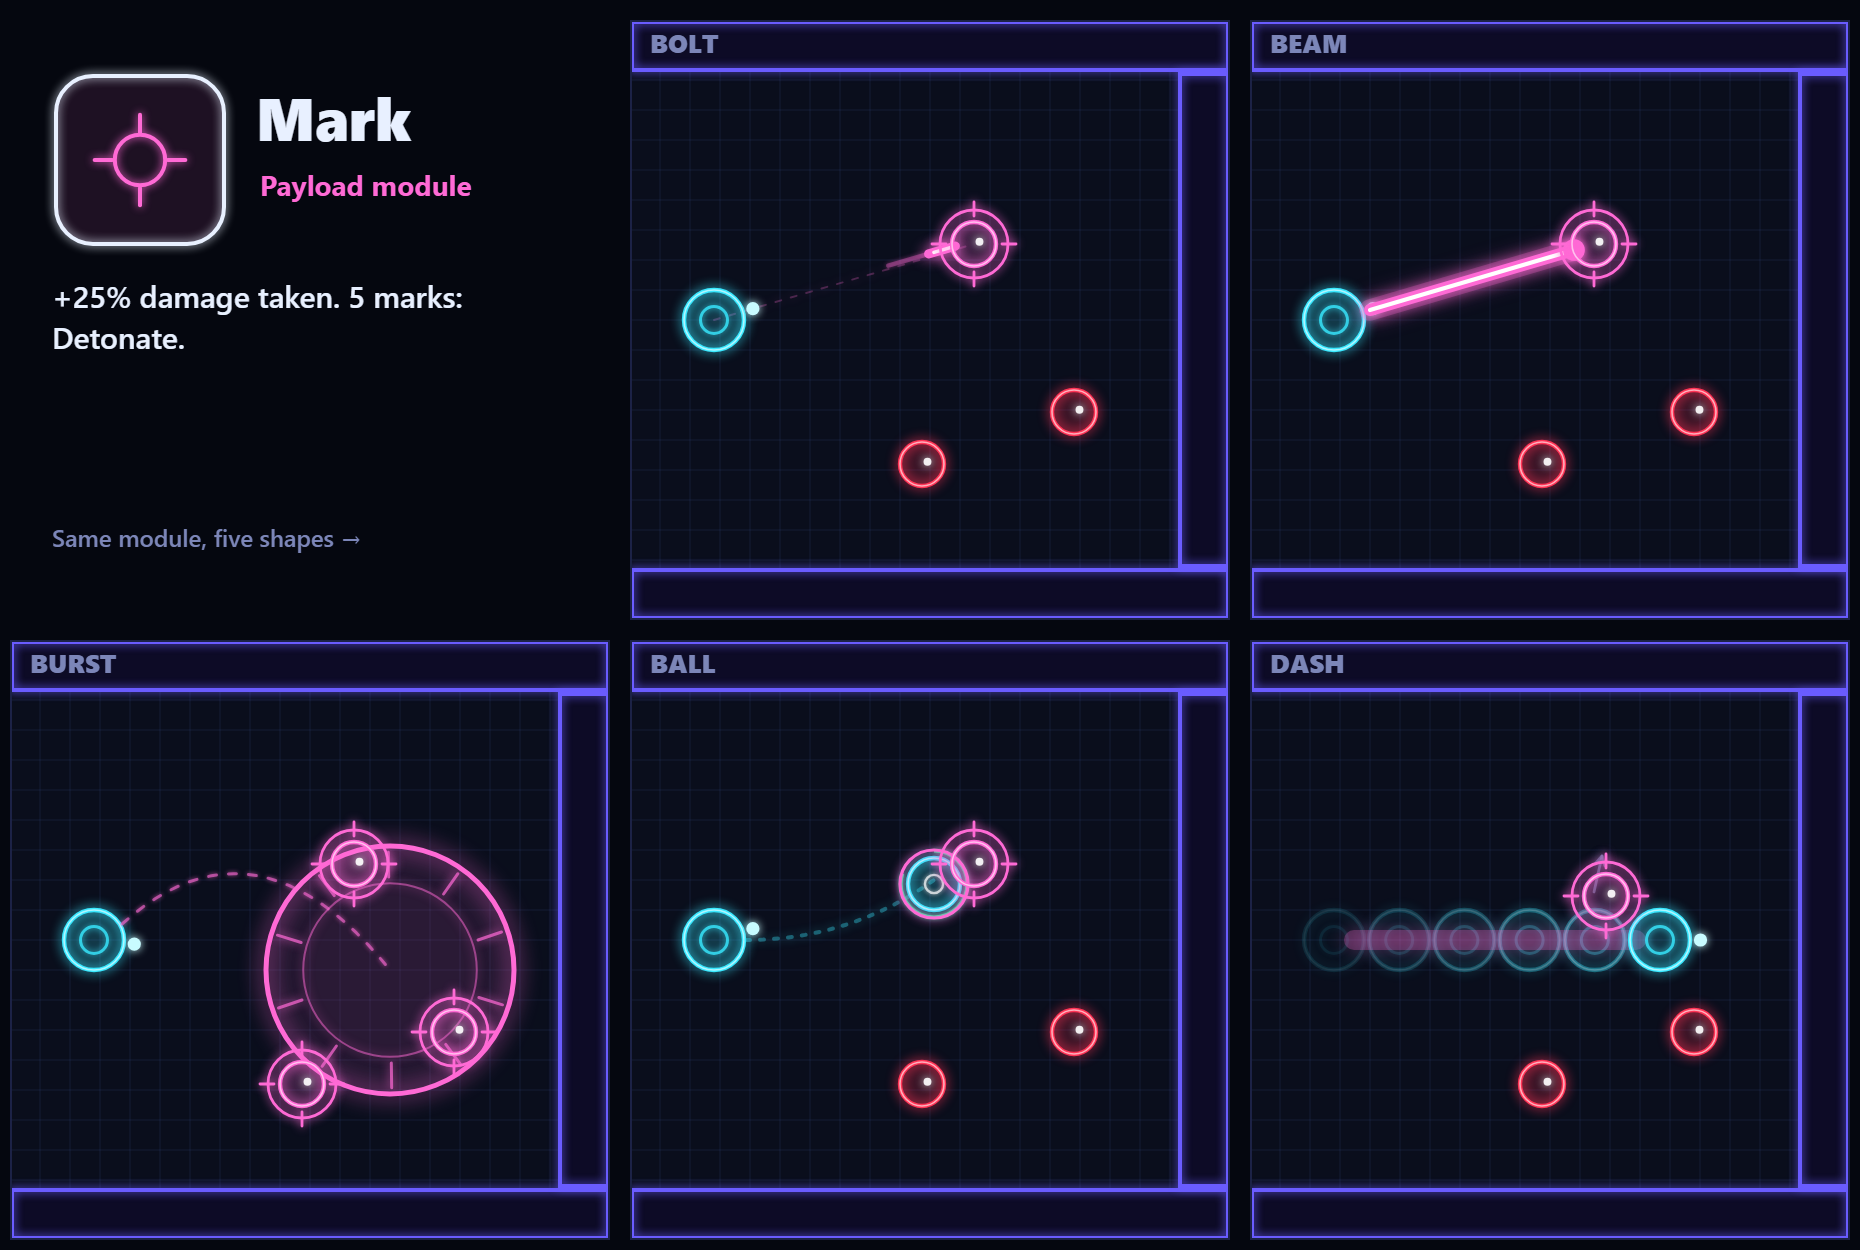 Mark
Payload module
+25% damage taken. 5 marks:
Detonate.
Same module, five shapes →
BOLT
BEAM
BURST
BALL
DASH